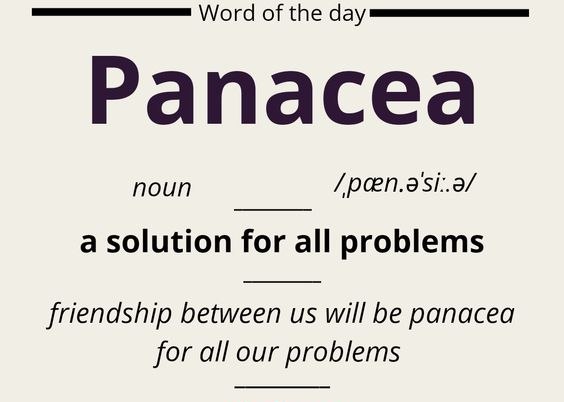 Word of the day
Panacea
noun /ˌpæn.əˈsiː.ə/
a solution for all problems
friendship between us will be panacea
for all our problems